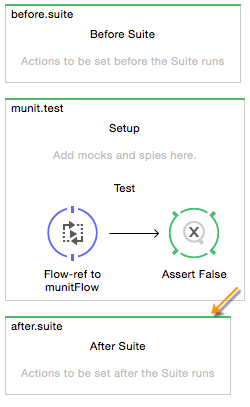 before.suite
Before Suite
Actions to be set before the Suite runs
munit.test
Setup
Add mocks and spies here.
Test
Flow-ref to
munitFlow
Assert False
after.suite
After Suite
Actions to be set after the Suite runs